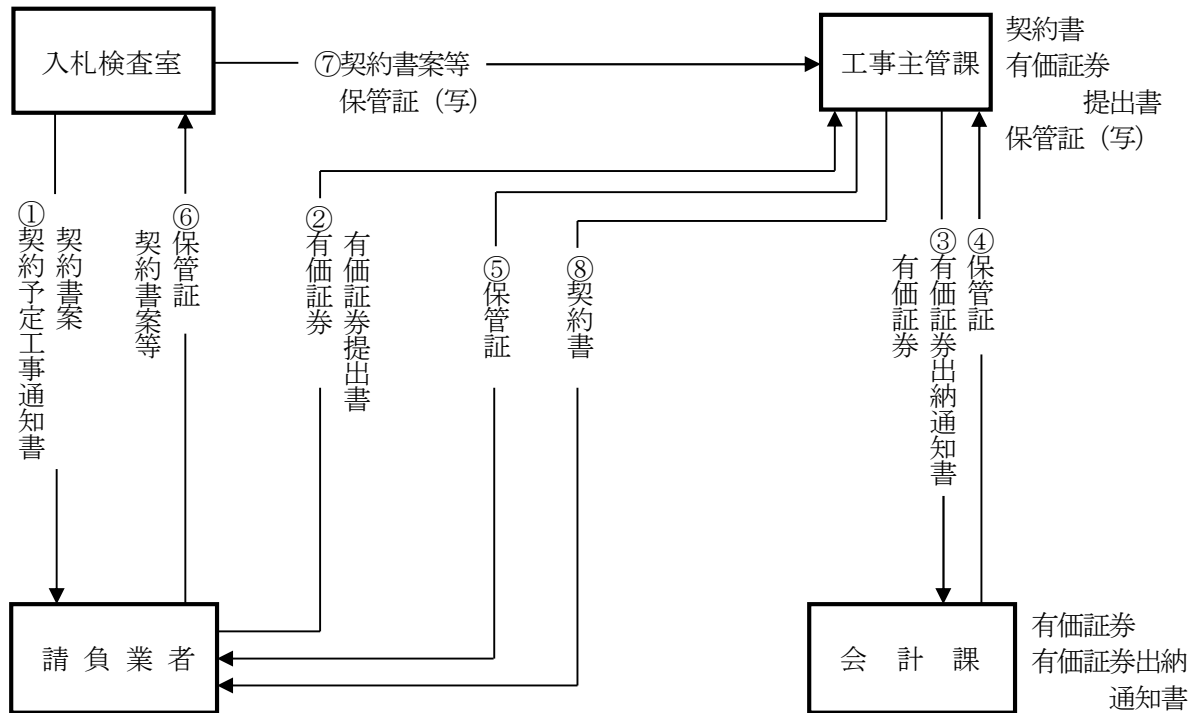 入札検査室
⑦契約書案等
保管証（写）
工事主管課
契約書
有価証券
提出書
保管証（写）
①契約予定工事通知書
契約書案
⑥保管証
契約書案等
②有価証券
有価証券提出書
⑤保管証
⑧契約書
③有価証券出納通知書
有価証券
④保管証
請負業者
会計課
有価証券
有価証券出納
通知書